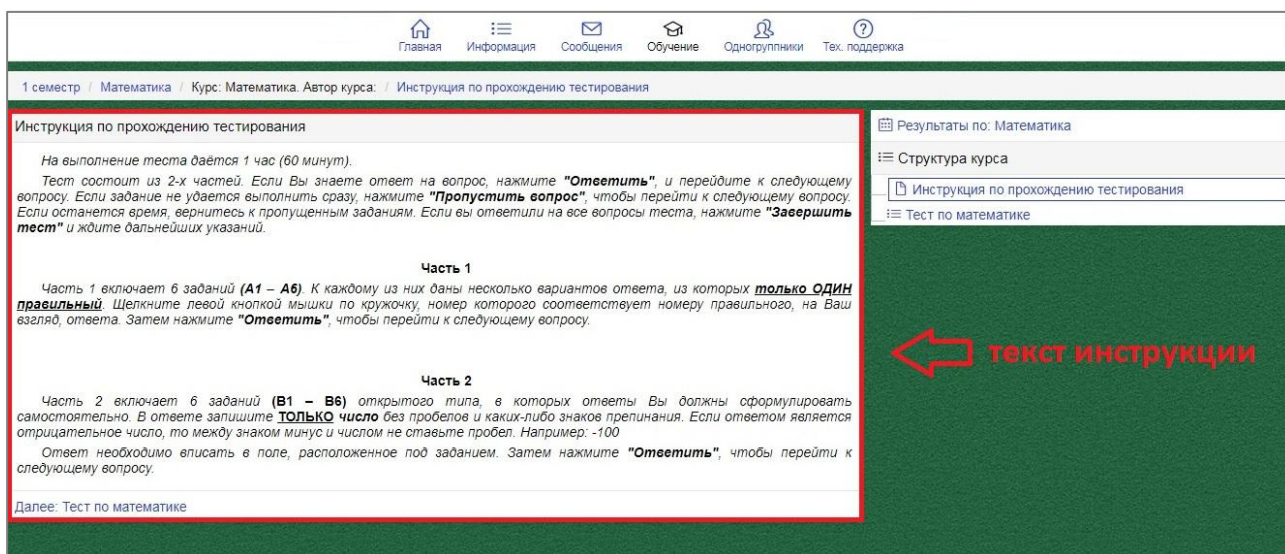 Главная Информация Сообщения Обучение Одногруппники Тех. поддержка
1 семестр / Математика / Курс: Математика. Автор курса: / Инструкция по прохождению тестирования
Инструкция по прохождению тестирования
На выполнение теста даётся 1 час (60 минут).
Тест состоит из 2-х частей. Если Вы знаете ответ на вопрос, нажмите "Ответить", и перейдите к следующему
вопросу. Если задание не удается выполнить сразу, нажмите "Пропустить вопрос", чтобы перейти к следующему вопросу.
Если останется время, вернитесь к пропущенным заданиям. Если вы ответили на все вопросы теста, нажмите "Завершить
тест" и ждите дальнейших указаний.
Часть 1
Часть 1 включает 6 заданий (А1 – А6). К каждому из них даны несколько вариантов ответа, из которых только ОДИН
правильный. Щелкните левой кнопкой мышки по кружочку, номер которого соответствует номеру правильного, на Ваш
взгляд, ответа. Затем нажмите "Ответить", чтобы перейти к следующему вопросу.
Часть 2
Часть 2 включает 6 заданий (В1 – В6) открытого типа, в которых ответы Вы должны сформулировать
самостоятельно. В ответе запишите ТОЛЬКО число без пробелов и каких-либо знаков препинания. Если ответом является
отрицательное число, то между знаком минус и числом не ставьте пробел. Например: -100
Ответ необходимо вписать в поле, расположенное под заданием. Затем нажмите "Ответить", чтобы перейти к
следующему вопросу.
Далее: Тест по математике
Результаты по: Математика
Структура курса
Инструкция по прохождению тестирования
Тест по математике
текст инструкции